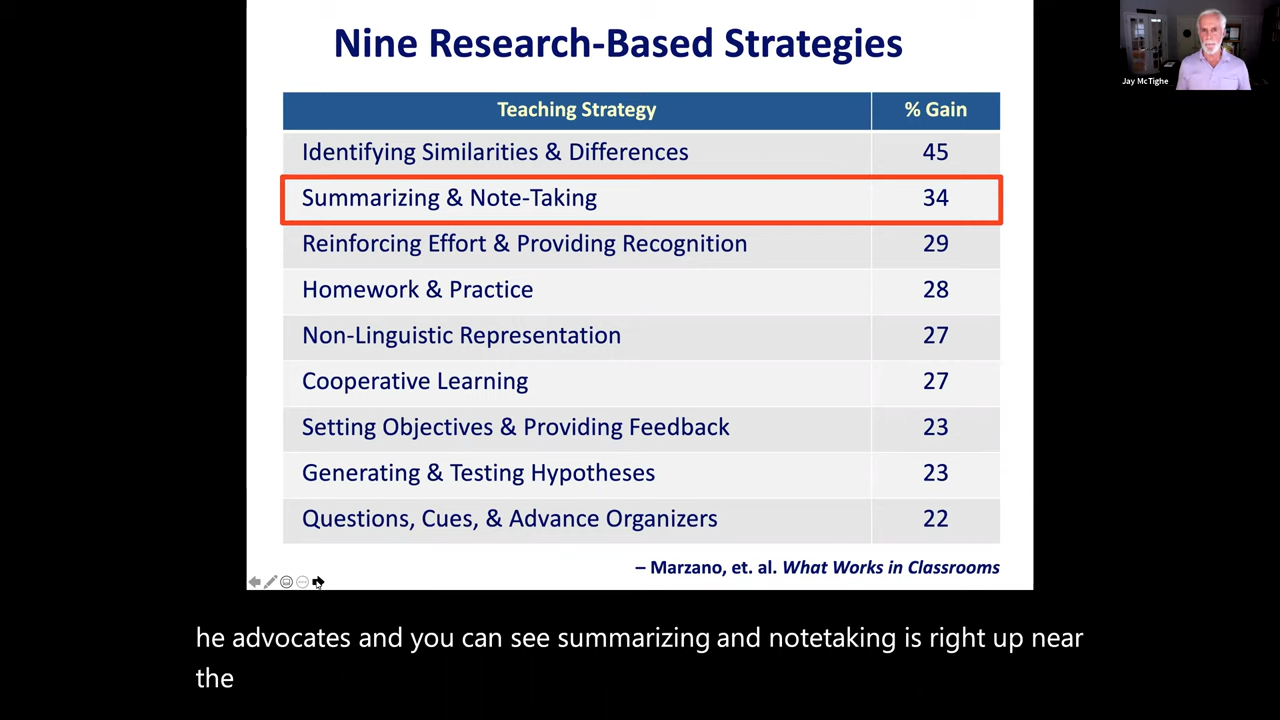 Nine Research-Based Strategies
Jay McTighe
Teaching Strategy % Gain
Identifying Similarities & Differences 45
Summarizing & Note-Taking 34
Reinforcing Effort & Providing Recognition 29
Homework & Practice 28
Non-Linguistic Representation 27
Cooperative Learning 27
Setting Objectives & Providing Feedback 23
Generating & Testing Hypotheses 23
Questions, Cues, & Advance Organizers 22
– Marzano, et. al. What Works in Classrooms
he advocates and you can see summarizing and notetaking is right up near
the